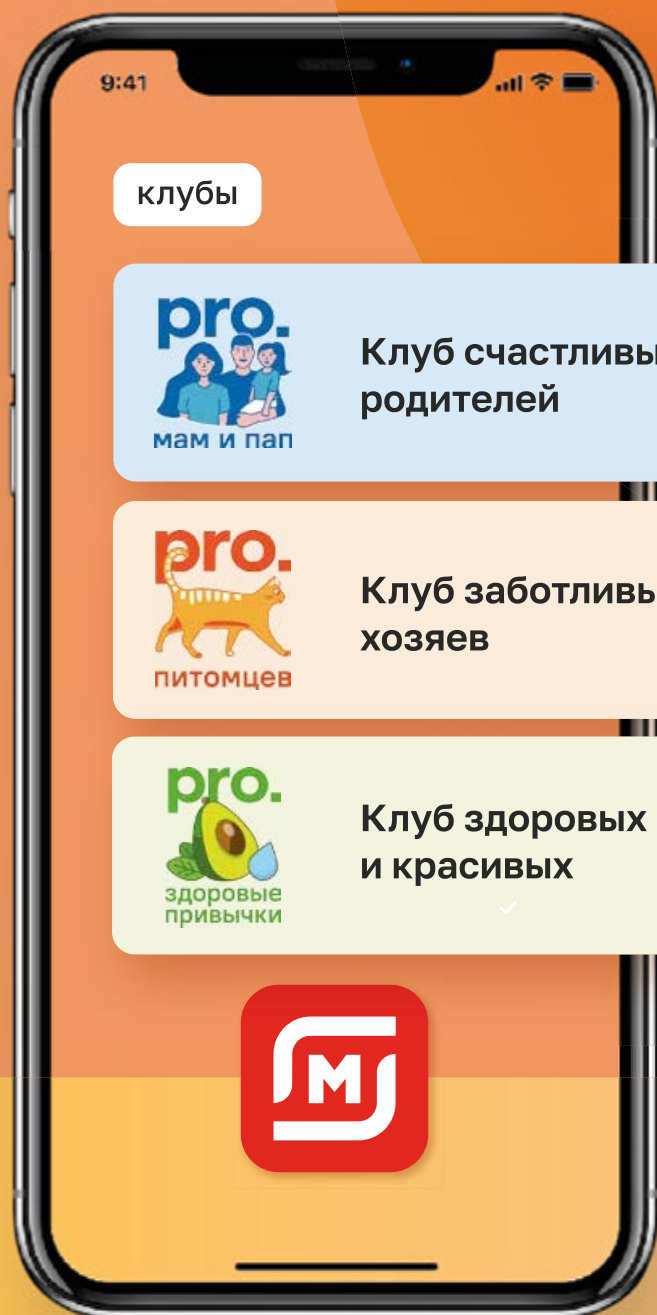 9:41
клубы
pro.
мам и пап
Клуб счастливы
родителей
pro.
питомцев
Клуб заботливы
хозяев
pro.
здоровые
привычки
Клуб здоровых
и красивых
М